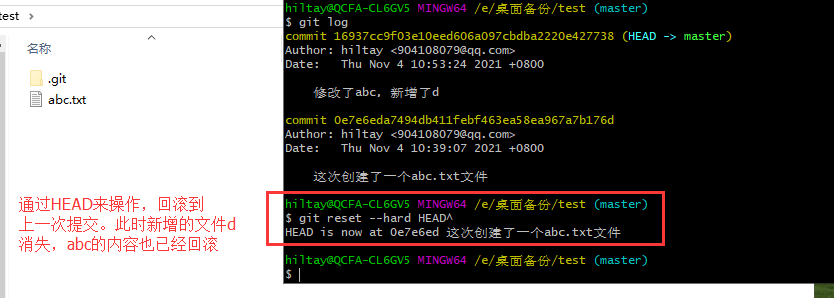 test
名称
.git
abc.txt
通过HEAD来操作，回滚到
上一次提交。此时新增的文件d
消失，abc的内容也已经回滚
hiltay@QCFA-CL6GV5 MINGW64 /e/桌面备份/test (master)
$ git log
commit 16937cc9f03e10eed606a097cbdba2220e427738 (HEAD -> master)
Author: hiltay <904108079@qq.com>
Date:   Thu Nov 4 10:53:24 2021 +0800
修改了abc，新增了d
commit 0e7e6eda7494db411febf463ea58ea967a7b176d
Author: hiltay <904108079@qq.com>
Date:   Thu Nov 4 10:39:07 2021 +0800
这次创建了一个abc.txt文件
hiltay@QCFA-CL6GV5 MINGW64 /e/桌面备份/test (master)
$ git reset --hard HEAD^
HEAD is now at 0e7e6ed 这次创建了一个abc.txt文件
hiltay@QCFA-CL6GV5 MINGW64 /e/桌面备份/test (master)
$